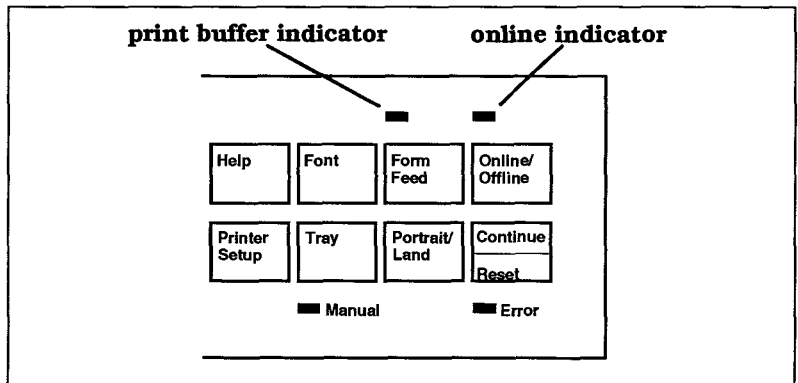 print buffer indicator
online indicator
Help
Font
Form
Feed
Online/
Offline
Printer
Setup
Tray
Portrait/
Land
Continue
Reset
Manual
Error